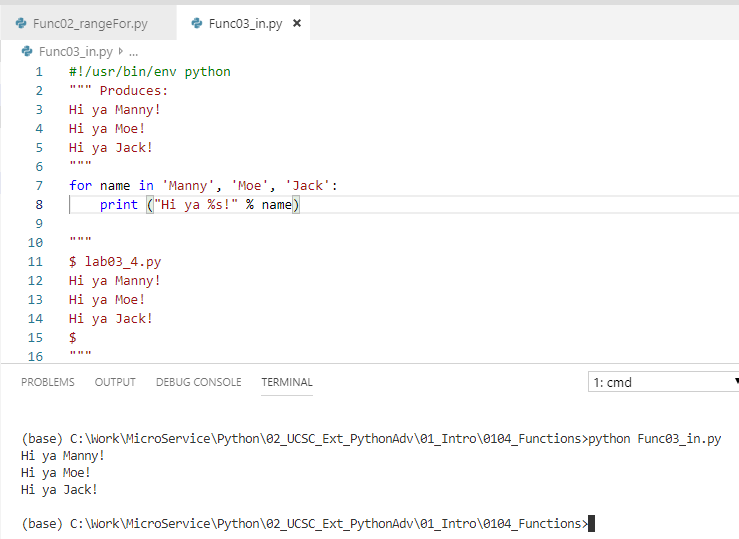 Func02_rangeFor.py Func03_in.py ×
Func03_in.py > ...
1 #!/usr/bin/env python
2 """ Produces:
3 Hi ya Manny!
4 Hi ya Moe!
5 Hi ya Jack!
6 """
7 for name in 'Manny', 'Moe', 'Jack':
8     print ("Hi ya %s!" % name)
9
10 """
11 $ lab03_4.py
12 Hi ya Manny!
13 Hi ya Moe!
14 Hi ya Jack!
15 $
16 """
PROBLEMS OUTPUT DEBUG CONSOLE TERMINAL 1: cmd
(base) C:\Work\MicroService\Python\02_UCSC_Ext_PythonAdv\01_Intro\0104_Functions>python Func03_in.py
Hi ya Manny!
Hi ya Moe!
Hi ya Jack!
(base) C:\Work\MicroService\Python\02_UCSC_Ext_PythonAdv\01_Intro\0104_Functions>